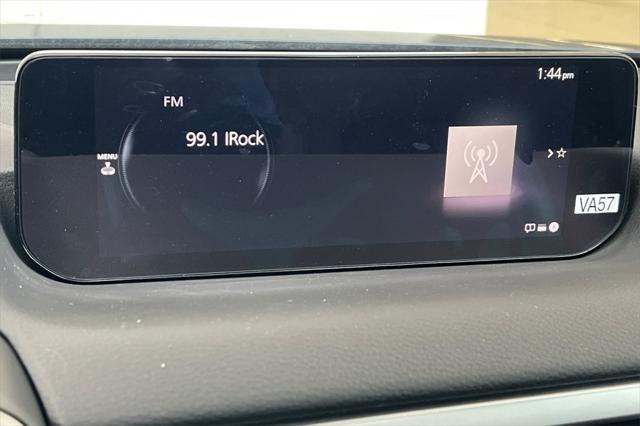 1:44pm
FM
99.1 IRock
MENU
VA57